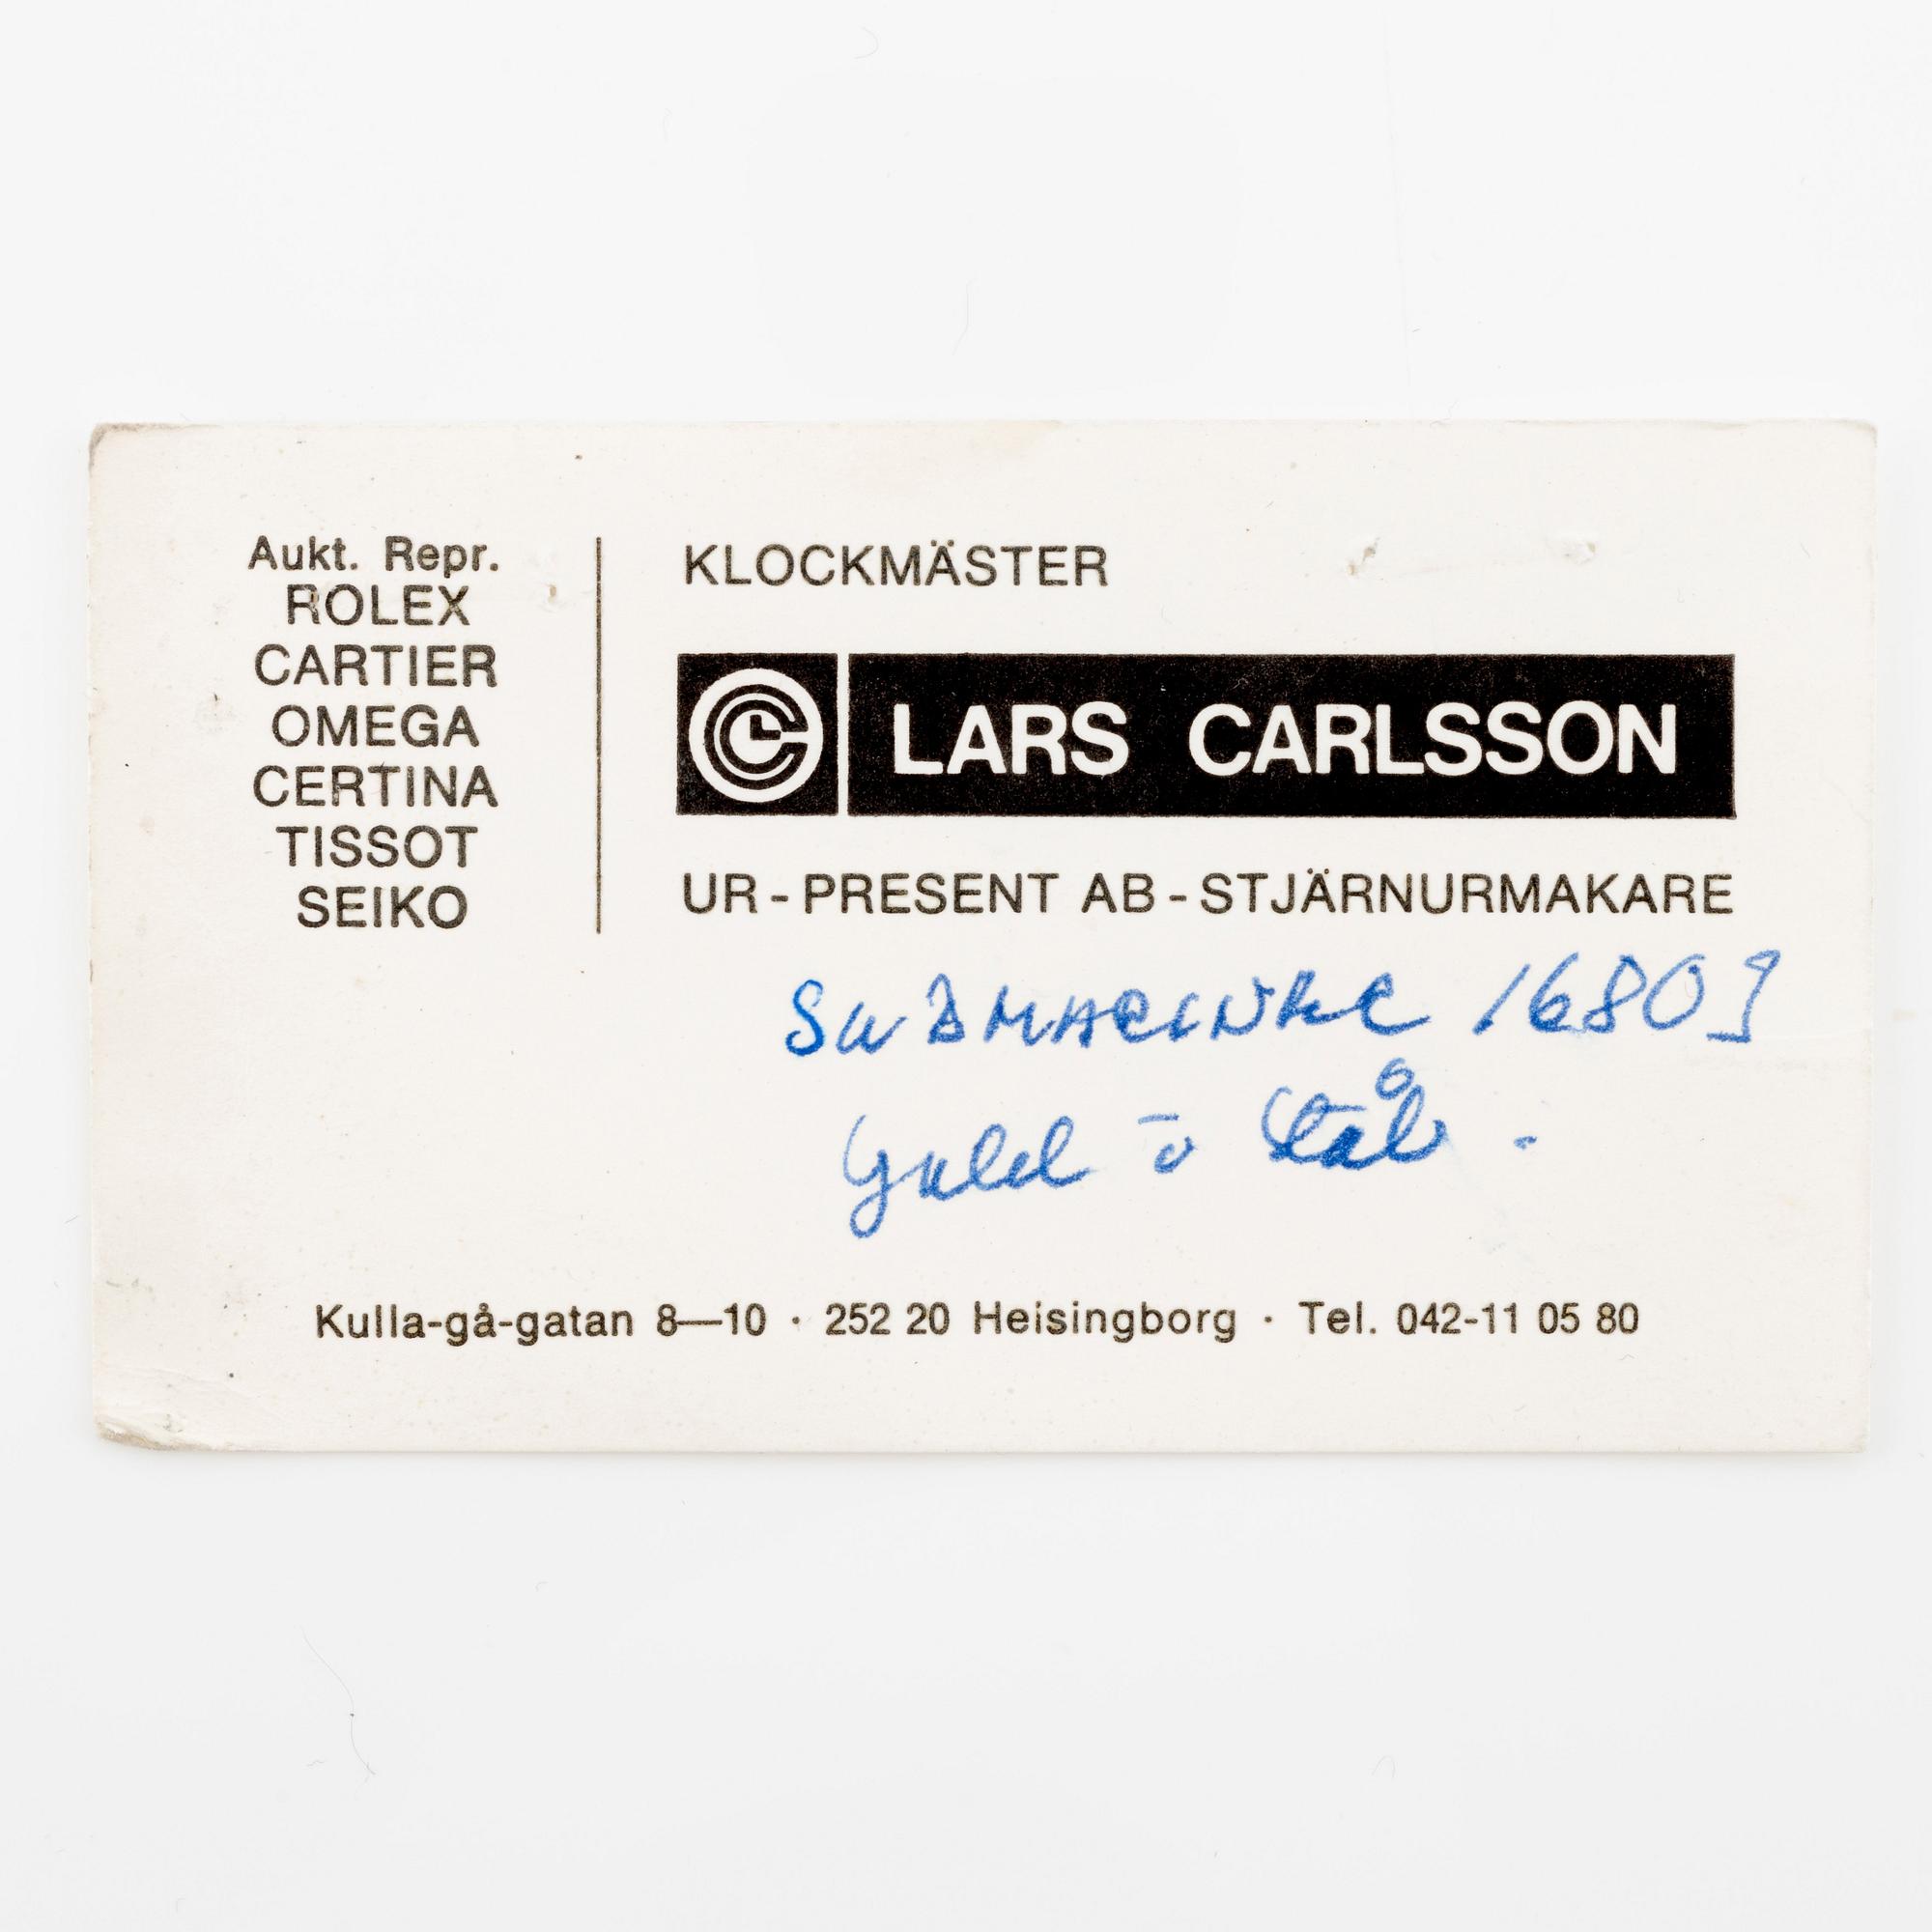 Aukt. Repr.
ROLEX
CARTIER
OMEGA
CERTINA
TISSOT
SEIKO
KLOCKMÄSTER
LARS CARLSSON
UR-PRESENT AB-STJÄRNURMAKARE
SUBMARINER 16803
Guld o Stål .
Kulla-gå-gatan 8—10 · 252 20 Helsingborg · Tel. 042-11 05 80